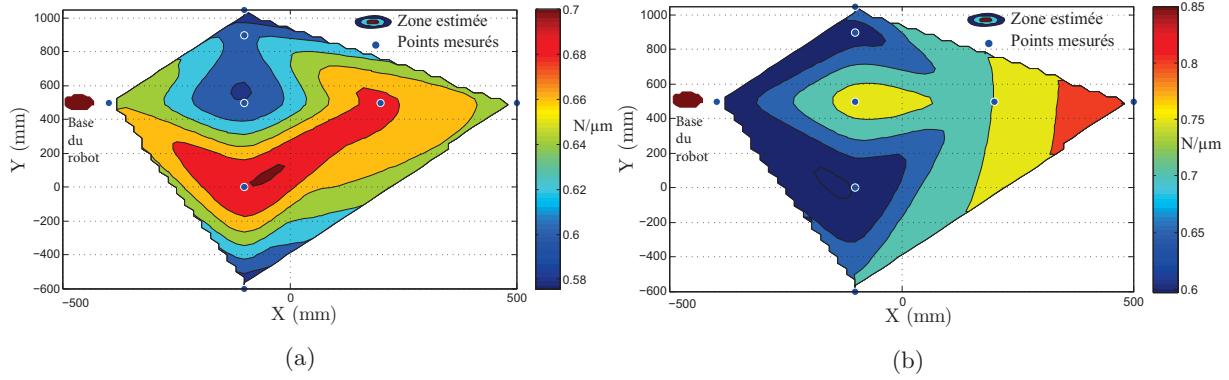 Zone estimée
Points mesurés
1000
800
600
400
200
0
−200
−400
−600
Y (mm)
Base
du
robot
−500
0
500
X (mm)
0.7
0.68
0.66
N/µm
0.64
0.62
0.6
0.58
(a)
Zone estimée
Points mesurés
1000
800
600
400
200
0
−200
−400
−600
Y (mm)
Base
du
robot
−500
0
500
X (mm)
0.85
0.8
0.75
N/µm
0.7
0.65
0.6
(b)